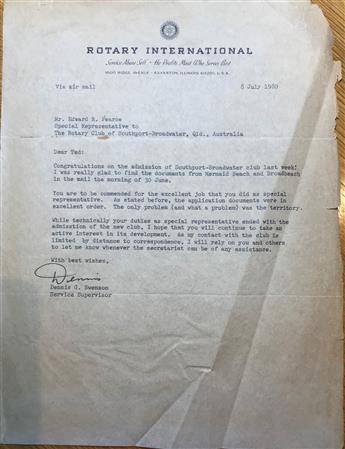 ROTARY INTERNATIONAL
Service Above Self - He Profits Most Who Serves Best
1600 RIDGE AVENUE - EVANSTON, ILLINOIS 60201, U.S.A.
Via air mail
8 July 1980
Mr. Edward R. Pearce
Special Representative to
The Rotary Club of Southport-Broadwater, Qld., Australia
Dear Ted:
Congratulations on the admission of Southport-Broadwater club last week!
I was really glad to find the documents from Mermaid Beach and Broadbeach
in the mail the morning of 30 June.
You are to be commended for the excellent job that you did as special
representative. As stated before, the application documents were in
excellent order. The only problem (and what a problem) was the territory.
While technically your duties as special representative ended with the
admission of the new club, I hope that you will continue to take an
active interest in its development. As my contact with the club is
limited by distance to correspondence, I will rely on you and others
to let me know whenever the secretariat can be of any assistance.
With best wishes,
Dennis
Dennis G. Swenson
Service Supervisor